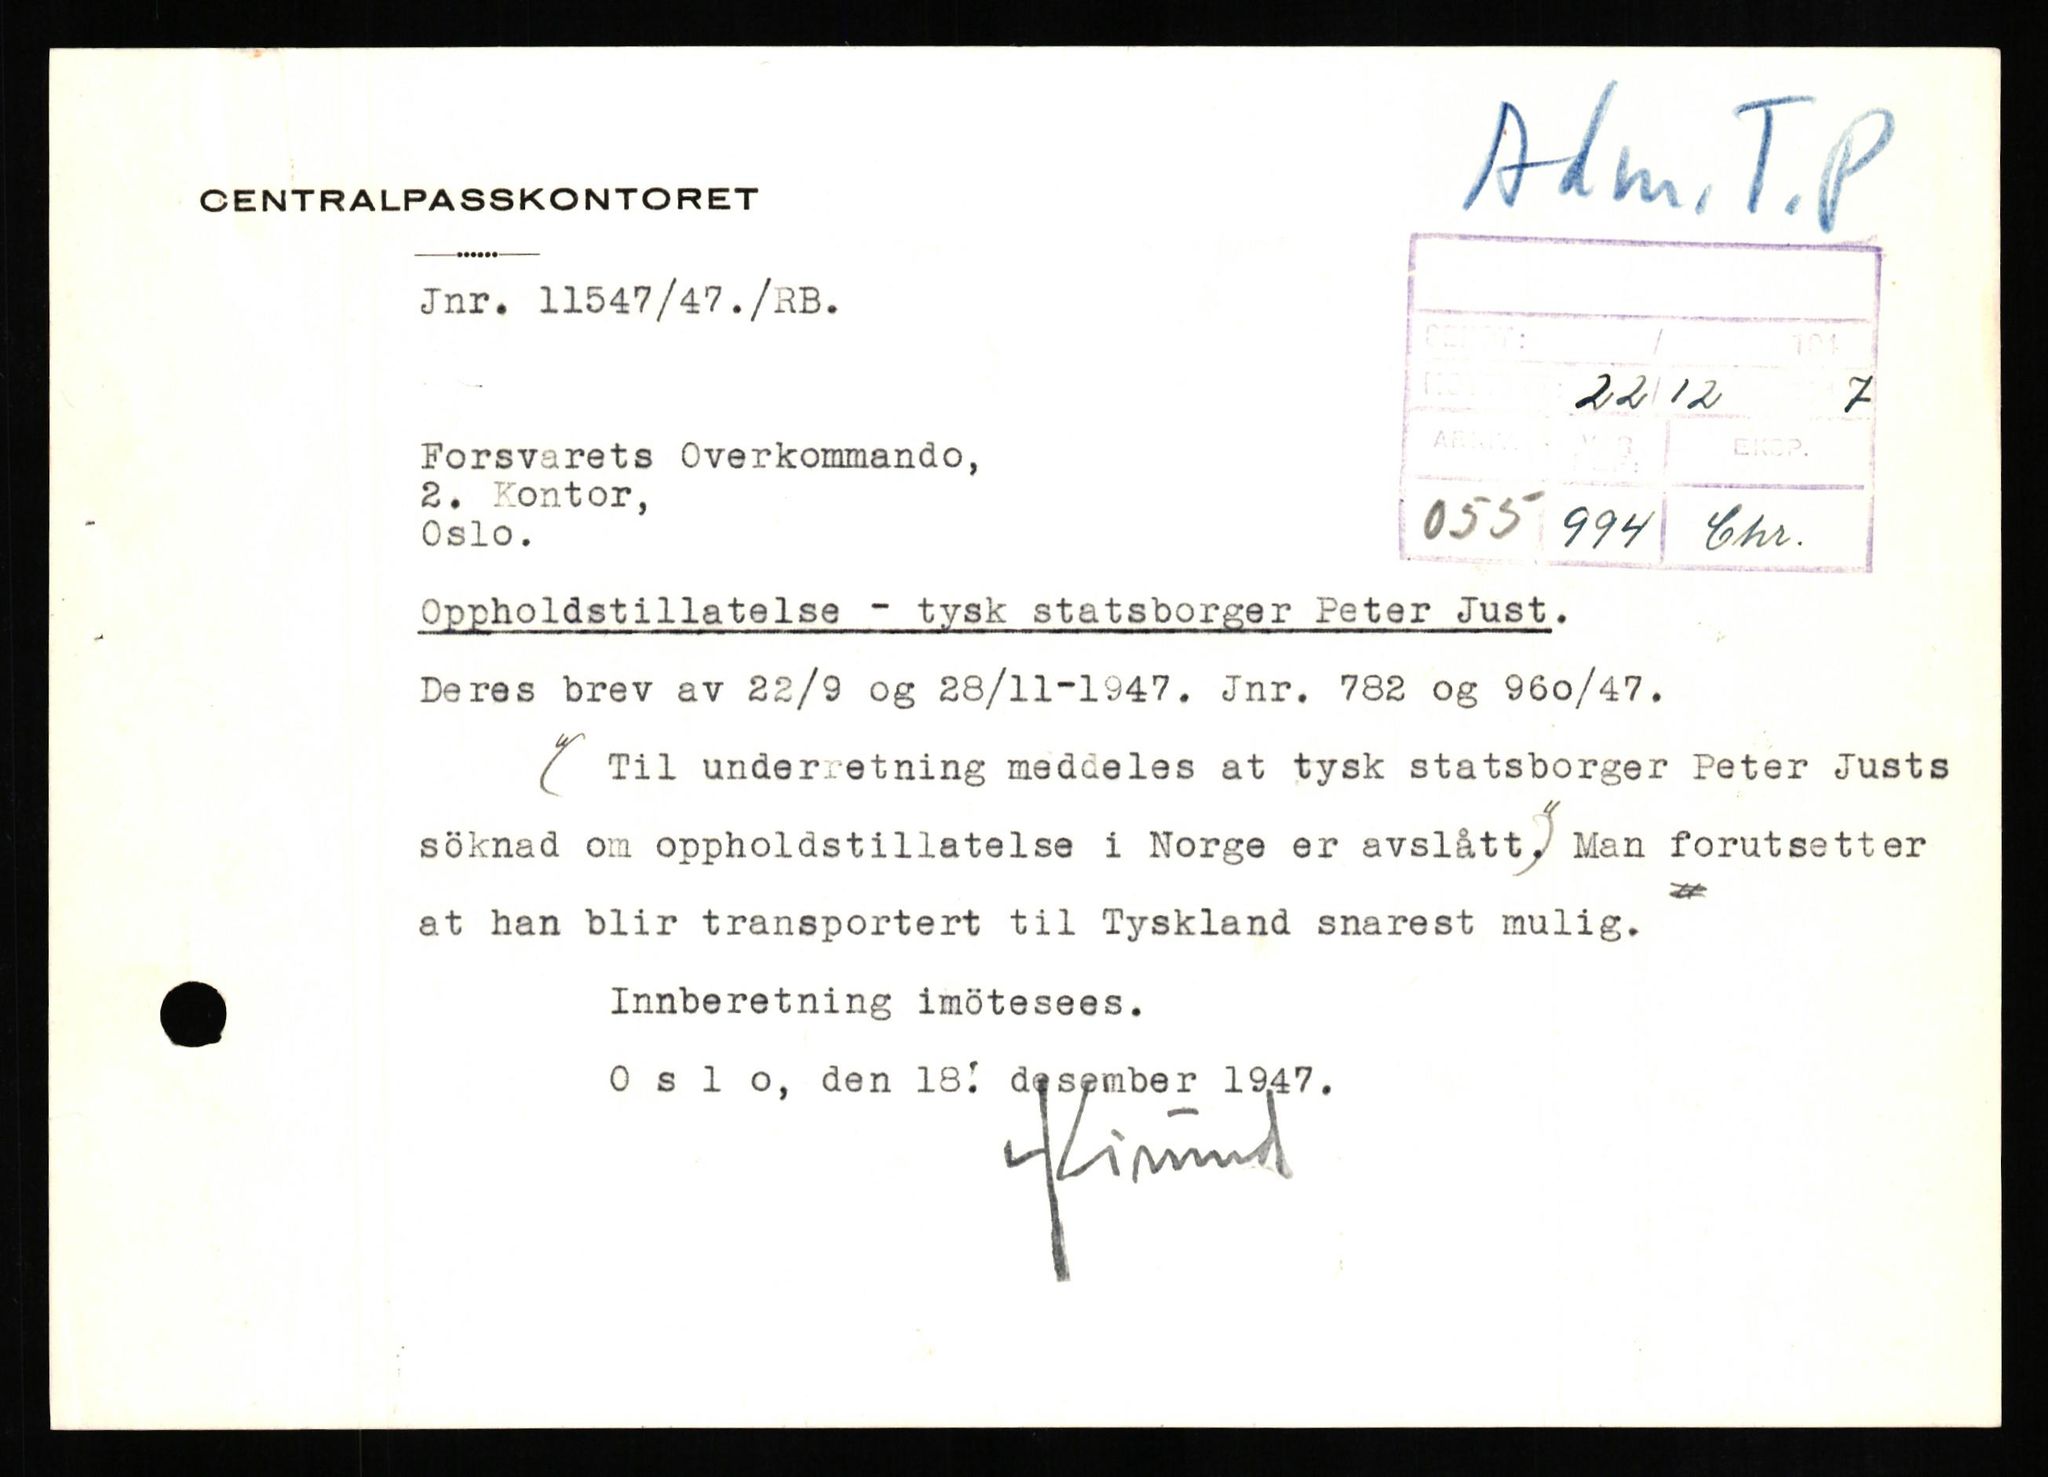 Adm. T.P
CENTRALPASSKONTORET
Jnr. 11547/47./RB.
22/12 7
EKSP.
055 994 Chr.
Forsvarets Overkommando,
2. Kontor,
Oslo.
Oppholdstillatelse - tysk statsborger Peter Just.
Deres brev av 22/9 og 28/11-1947. Jnr. 782 og 96o/47.
"Til underretning meddeles at tysk statsborger Peter Justs
söknad om oppholdstillatelse i Norge er avslått." Man forutsetter
at han blir transportert til Tyskland snarest mulig.
Innberetning imötesees.
O s l o, den 18. desember 1947.